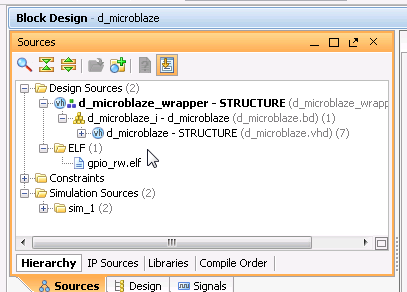 Block Design - d_microblaze
Sources
Design Sources (2)
d_microblaze_wrapper - STRUCTURE (d_microblaze_wrapp
d_microblaze_i - d_microblaze (d_microblaze.bd) (1)
d_microblaze - STRUCTURE (d_microblaze.vhd) (7)
ELF (1)
gpio_rw.elf
Constraints
Simulation Sources (2)
sim_1 (2)
Hierarchy IP Sources Libraries Compile Order
Sources Design Signals